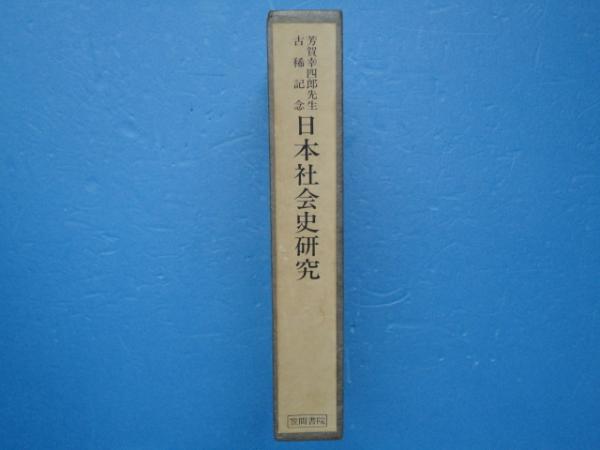 芳賀幸四郎先生
古稀記念
日本社会史研究
笠間書院